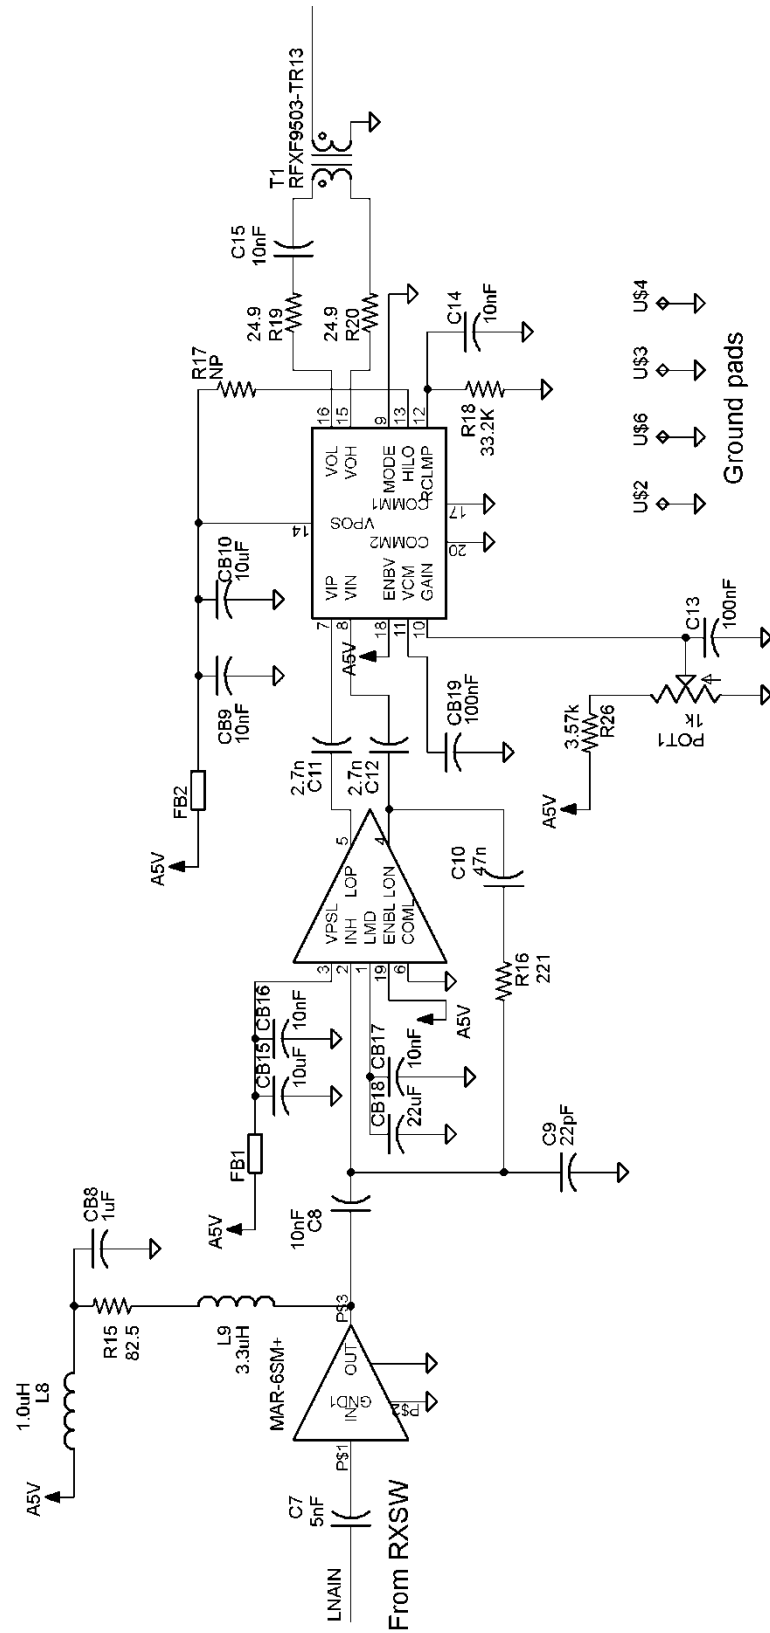 A5V
1.0uH
L8
CB8
1uF
R15
82.5
L9
3.3uH
MAR-6SM+
LNAIN
From RXSW
C7
5nF
P$1
IN
GND1
OUT
P$2
P$3
10nF
C8
A5V
FB1
CB15
10uF
CB16
10nF
CB18
22uF
CB17
10nF
C9
22pF
A5V
3
2
1
19
6
VPSL
INH
LMD
ENBL
COML
LOP
LON
5
4
R16
221
C10
47n
2.7n
C11
2.7n
C12
A5V
FB2
CB9
10nF
CB10
10uF
A5V
CB19
100nF
7
8
18
11
10
VIP
VIN
ENBV
VCM
GAIN
14
VPOS
COMM2
COMM1
20
17
VOL
VOH
MODE
HILO
RCLMP
16
15
9
13
12
R17
NP
24.9
R19
24.9
R20
C15
10nF
T1
RFXF9503-TR13
R18
33.2K
C14
10nF
A5V
3.57k
R26
POT1
1k
C13
100nF
U$2
U$6
U$3
U$4
Ground pads